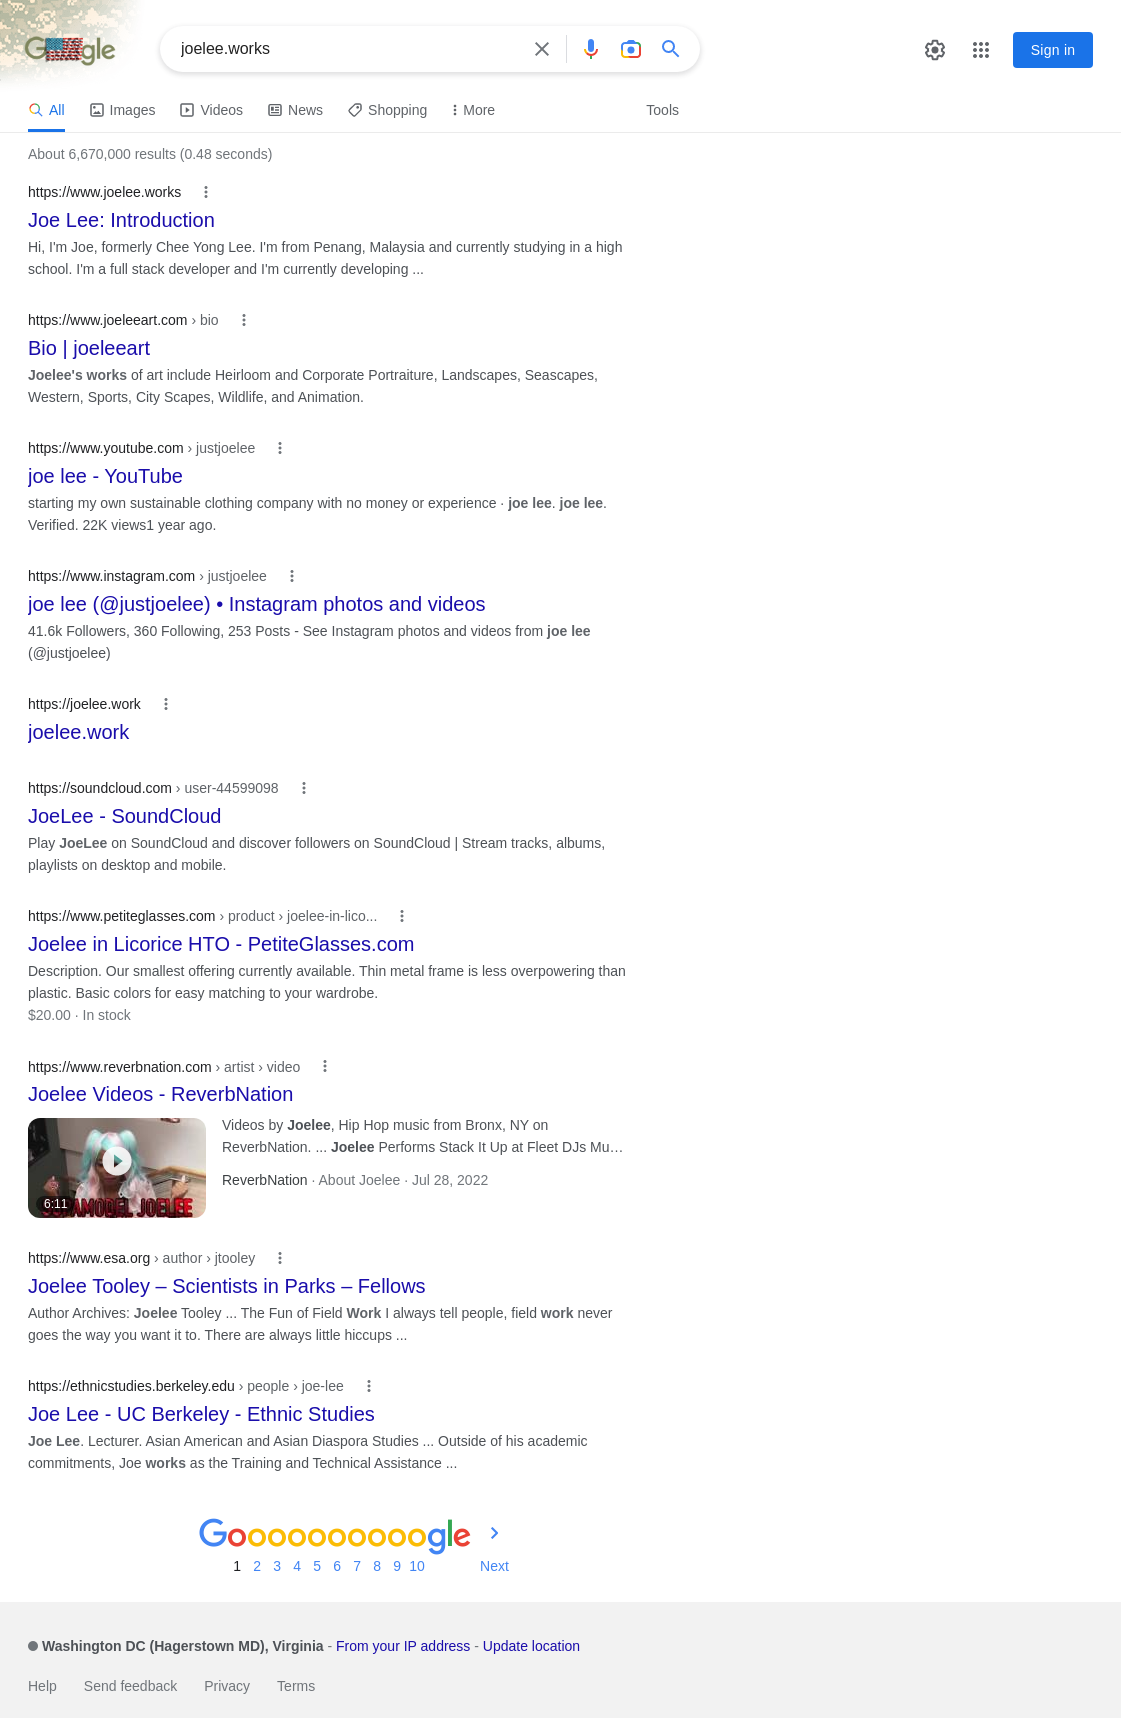 Google
joelee.works
Sign in
All Images Videos News Shopping More Tools
About 6,670,000 results (0.48 seconds)
https://www.joelee.works
Joe Lee: Introduction
Hi, I'm Joe, formerly Chee Yong Lee. I'm from Penang, Malaysia and currently studying in a high
school. I'm a full stack developer and I'm currently developing ...
https://www.joeleeart.com › bio
Bio | joeleeart
Joelee's works of art include Heirloom and Corporate Portraiture, Landscapes, Seascapes,
Western, Sports, City Scapes, Wildlife, and Animation.
https://www.youtube.com › justjoelee
joe lee - YouTube
starting my own sustainable clothing company with no money or experience · joe lee. joe lee.
Verified. 22K views1 year ago.
https://www.instagram.com › justjoelee
joe lee (@justjoelee) • Instagram photos and videos
41.6k Followers, 360 Following, 253 Posts - See Instagram photos and videos from joe lee
(@justjoelee)
https://joelee.work
joelee.work
https://soundcloud.com › user-44599098
JoeLee - SoundCloud
Play JoeLee on SoundCloud and discover followers on SoundCloud | Stream tracks, albums,
playlists on desktop and mobile.
https://www.petiteglasses.com › product › joelee-in-lico...
Joelee in Licorice HTO - PetiteGlasses.com
Description. Our smallest offering currently available. Thin metal frame is less overpowering than
plastic. Basic colors for easy matching to your wardrobe.
$20.00 · In stock
https://www.reverbnation.com › artist › video
Joelee Videos - ReverbNation
Videos by Joelee, Hip Hop music from Bronx, NY on
ReverbNation. ... Joelee Performs Stack It Up at Fleet DJs Mu…
ReverbNation · About Joelee · Jul 28, 2022
6:11
JOELEE
https://www.esa.org › author › jtooley
Joelee Tooley – Scientists in Parks – Fellows
Author Archives: Joelee Tooley ... The Fun of Field Work I always tell people, field work never
goes the way you want it to. There are always little hiccups ...
https://ethnicstudies.berkeley.edu › people › joe-lee
Joe Lee - UC Berkeley - Ethnic Studies
Joe Lee. Lecturer. Asian American and Asian Diaspora Studies ... Outside of his academic
commitments, Joe works as the Training and Technical Assistance ...
Goooooooooogle
1 2 3 4 5 6 7 8 9 10 Next
Washington DC (Hagerstown MD), Virginia - From your IP address - Update location
Help Send feedback Privacy Terms